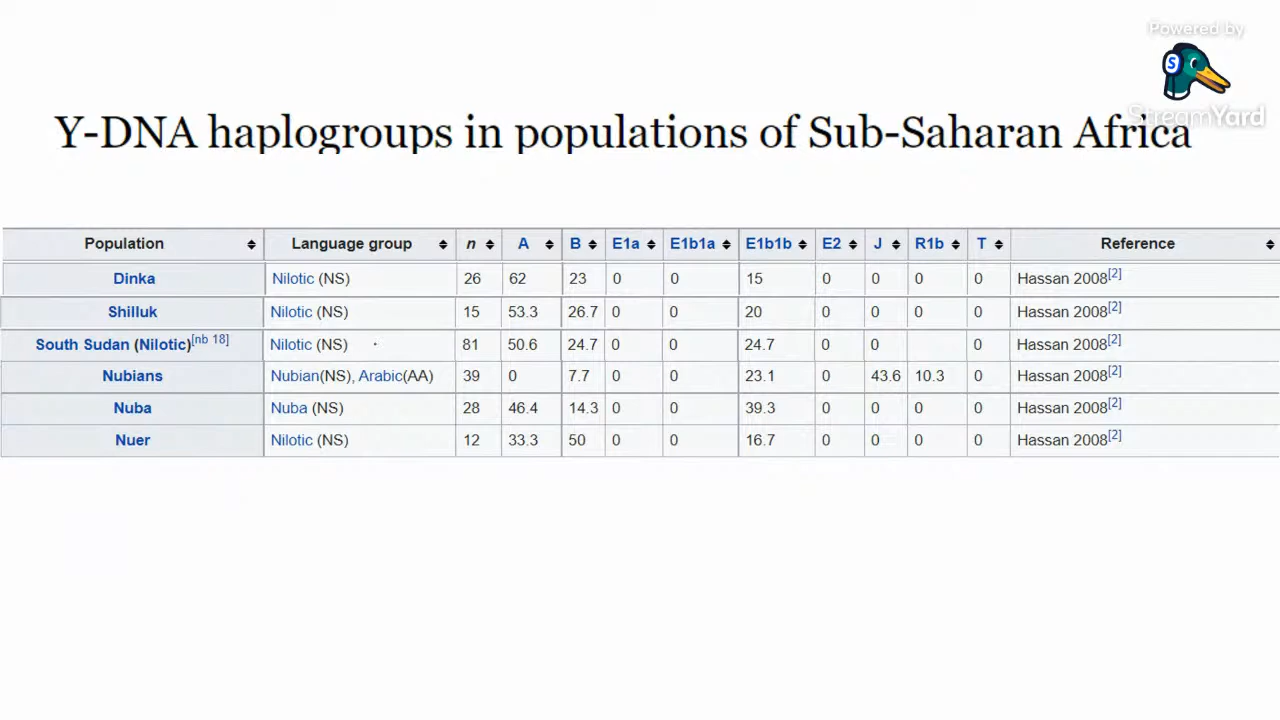 Powered by
StreamYard
Y-DNA haplogroups in populations of Sub-Saharan Africa
Population Language group n A B E1a E1b1a E1b1b E2 J R1b T Reference
Dinka Nilotic (NS) 26 62 23 0 0 15 0 0 0 0 Hassan 2008[2]
Shilluk Nilotic (NS) 15 53.3 26.7 0 0 20 0 0 0 0 Hassan 2008[2]
South Sudan (Nilotic)[nb 18] Nilotic (NS) 81 50.6 24.7 0 0 24.7 0 0 0 Hassan 2008[2]
Nubians Nubian(NS), Arabic(AA) 39 0 7.7 0 0 23.1 0 43.6 10.3 0 Hassan 2008[2]
Nuba Nuba (NS) 28 46.4 14.3 0 0 39.3 0 0 0 0 Hassan 2008[2]
Nuer Nilotic (NS) 12 33.3 50 0 0 16.7 0 0 0 0 Hassan 2008[2]